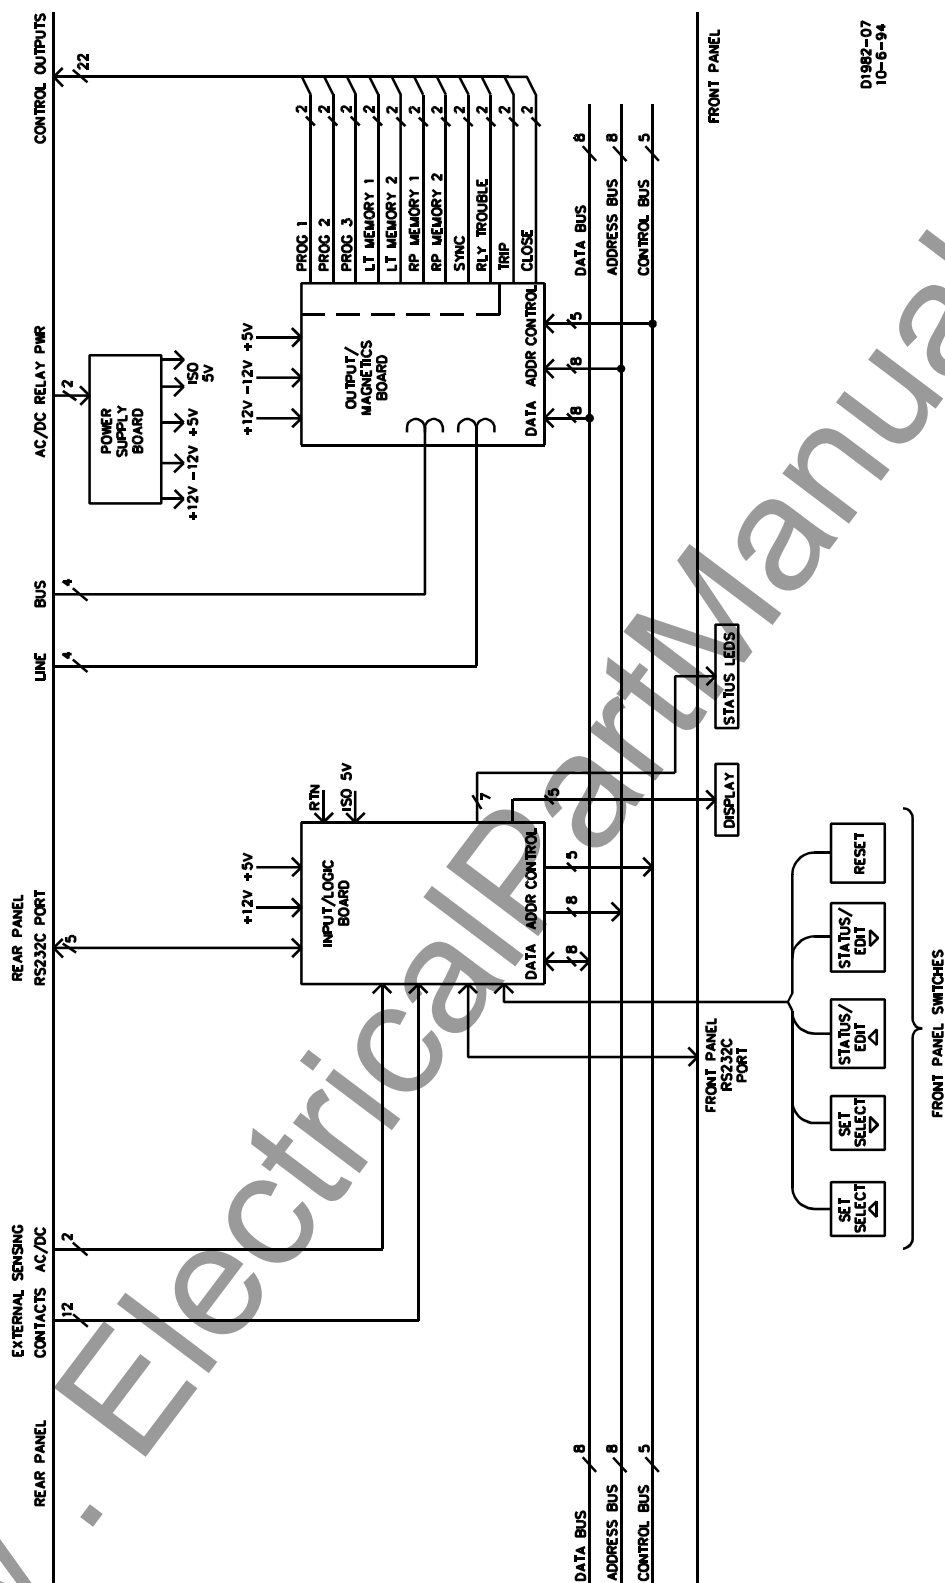 REAR PANEL
EXTERNAL SENSING
CONTACTS AC/DC
12
2
REAR PANEL
RS232C PORT
5
LINE
4
BUS
4
AC/DC RELAY PWR
2
CONTROL OUTPUTS
22
POWER
SUPPLY
BOARD
+12V -12V +5V
ISO
5V
+12V +5V
RTN
ISO 5V
INPUT/LOGIC
BOARD
DATA ADDR CONTROL
8
8
5
7
5
+12V -12V +5V
OUTPUT/
MAGNETICS
BOARD
DATA ADDR CONTROL
8
8
5
PROG 1
2
PROG 2
2
PROG 3
2
LT MEMORY 1
2
LT MEMORY 2
2
RP MEMORY 1
2
RP MEMORY 2
2
SYNC
2
RLY TROUBLE
2
TRIP
2
CLOSE
2
DATA BUS 8
ADDRESS BUS 8
CONTROL BUS 5
DATA BUS 8
ADDRESS BUS 8
CONTROL BUS 5
FRONT PANEL
RS232C
PORT
DISPLAY
STATUS LEDS
FRONT PANEL
SET
SELECT
SET
SELECT
STATUS/
EDIT
STATUS/
EDIT
RESET
FRONT PANEL SWITCHES
D1982-07
10-6-94
. ElectricalPartManual